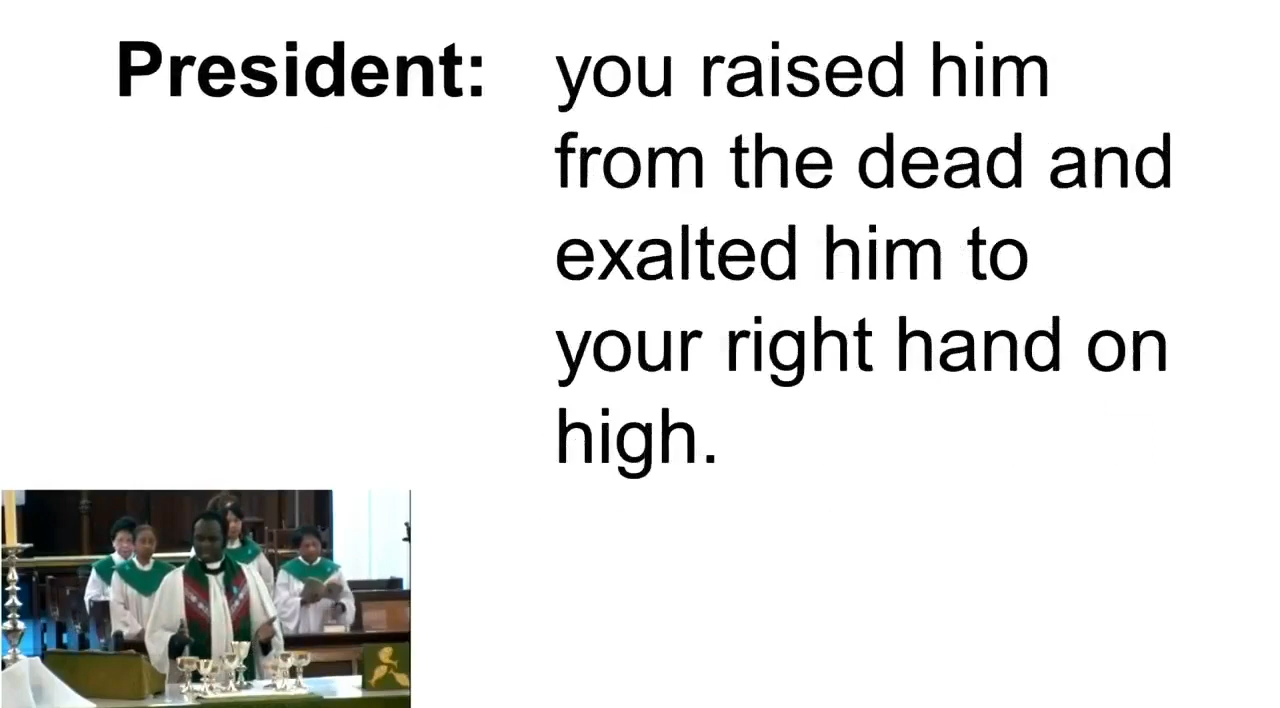 President: you raised him
from the dead and
exalted him to
your right hand on
high.